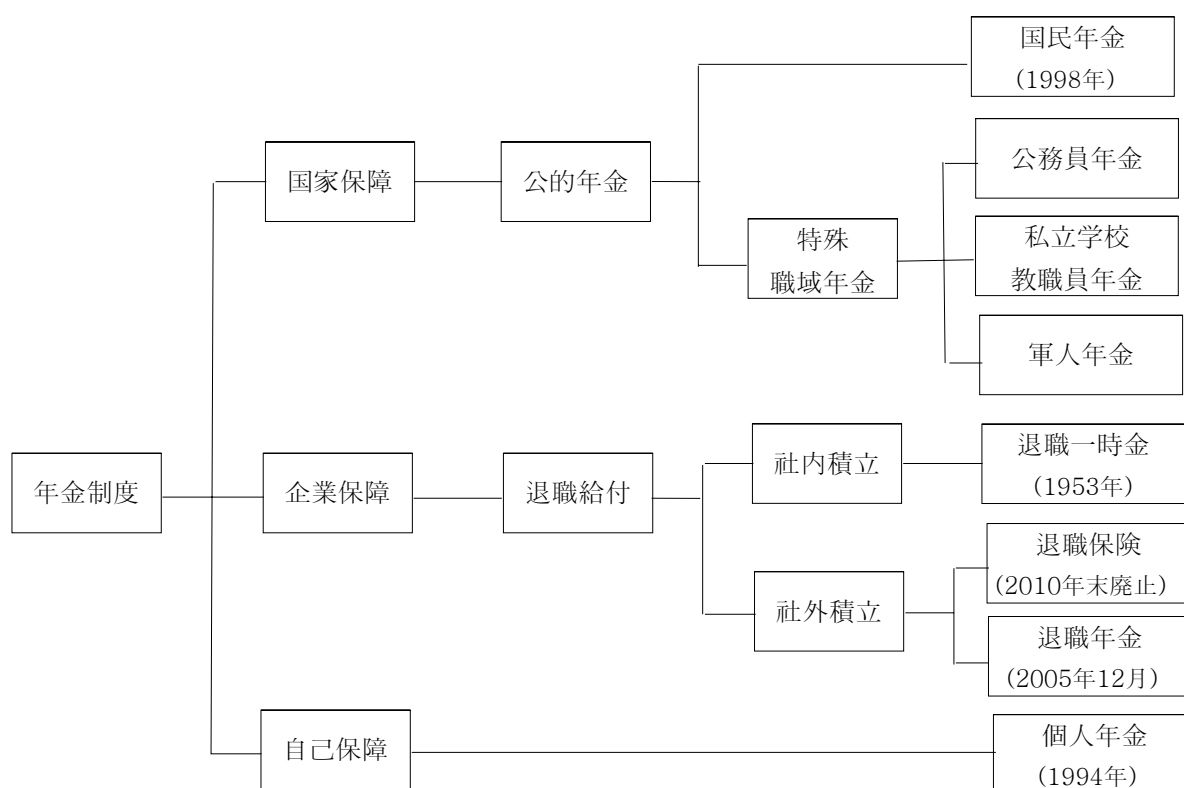 国民年金
(1998年)
国家保障
公的年金
公務員年金
特殊
職域年金
私立学校
教職員年金
軍人年金
年金制度
企業保障
退職給付
社内積立
退職一時金
(1953年)
社外積立
退職保険
(2010年末廃止)
退職年金
(2005年12月)
自己保障
個人年金
(1994年)